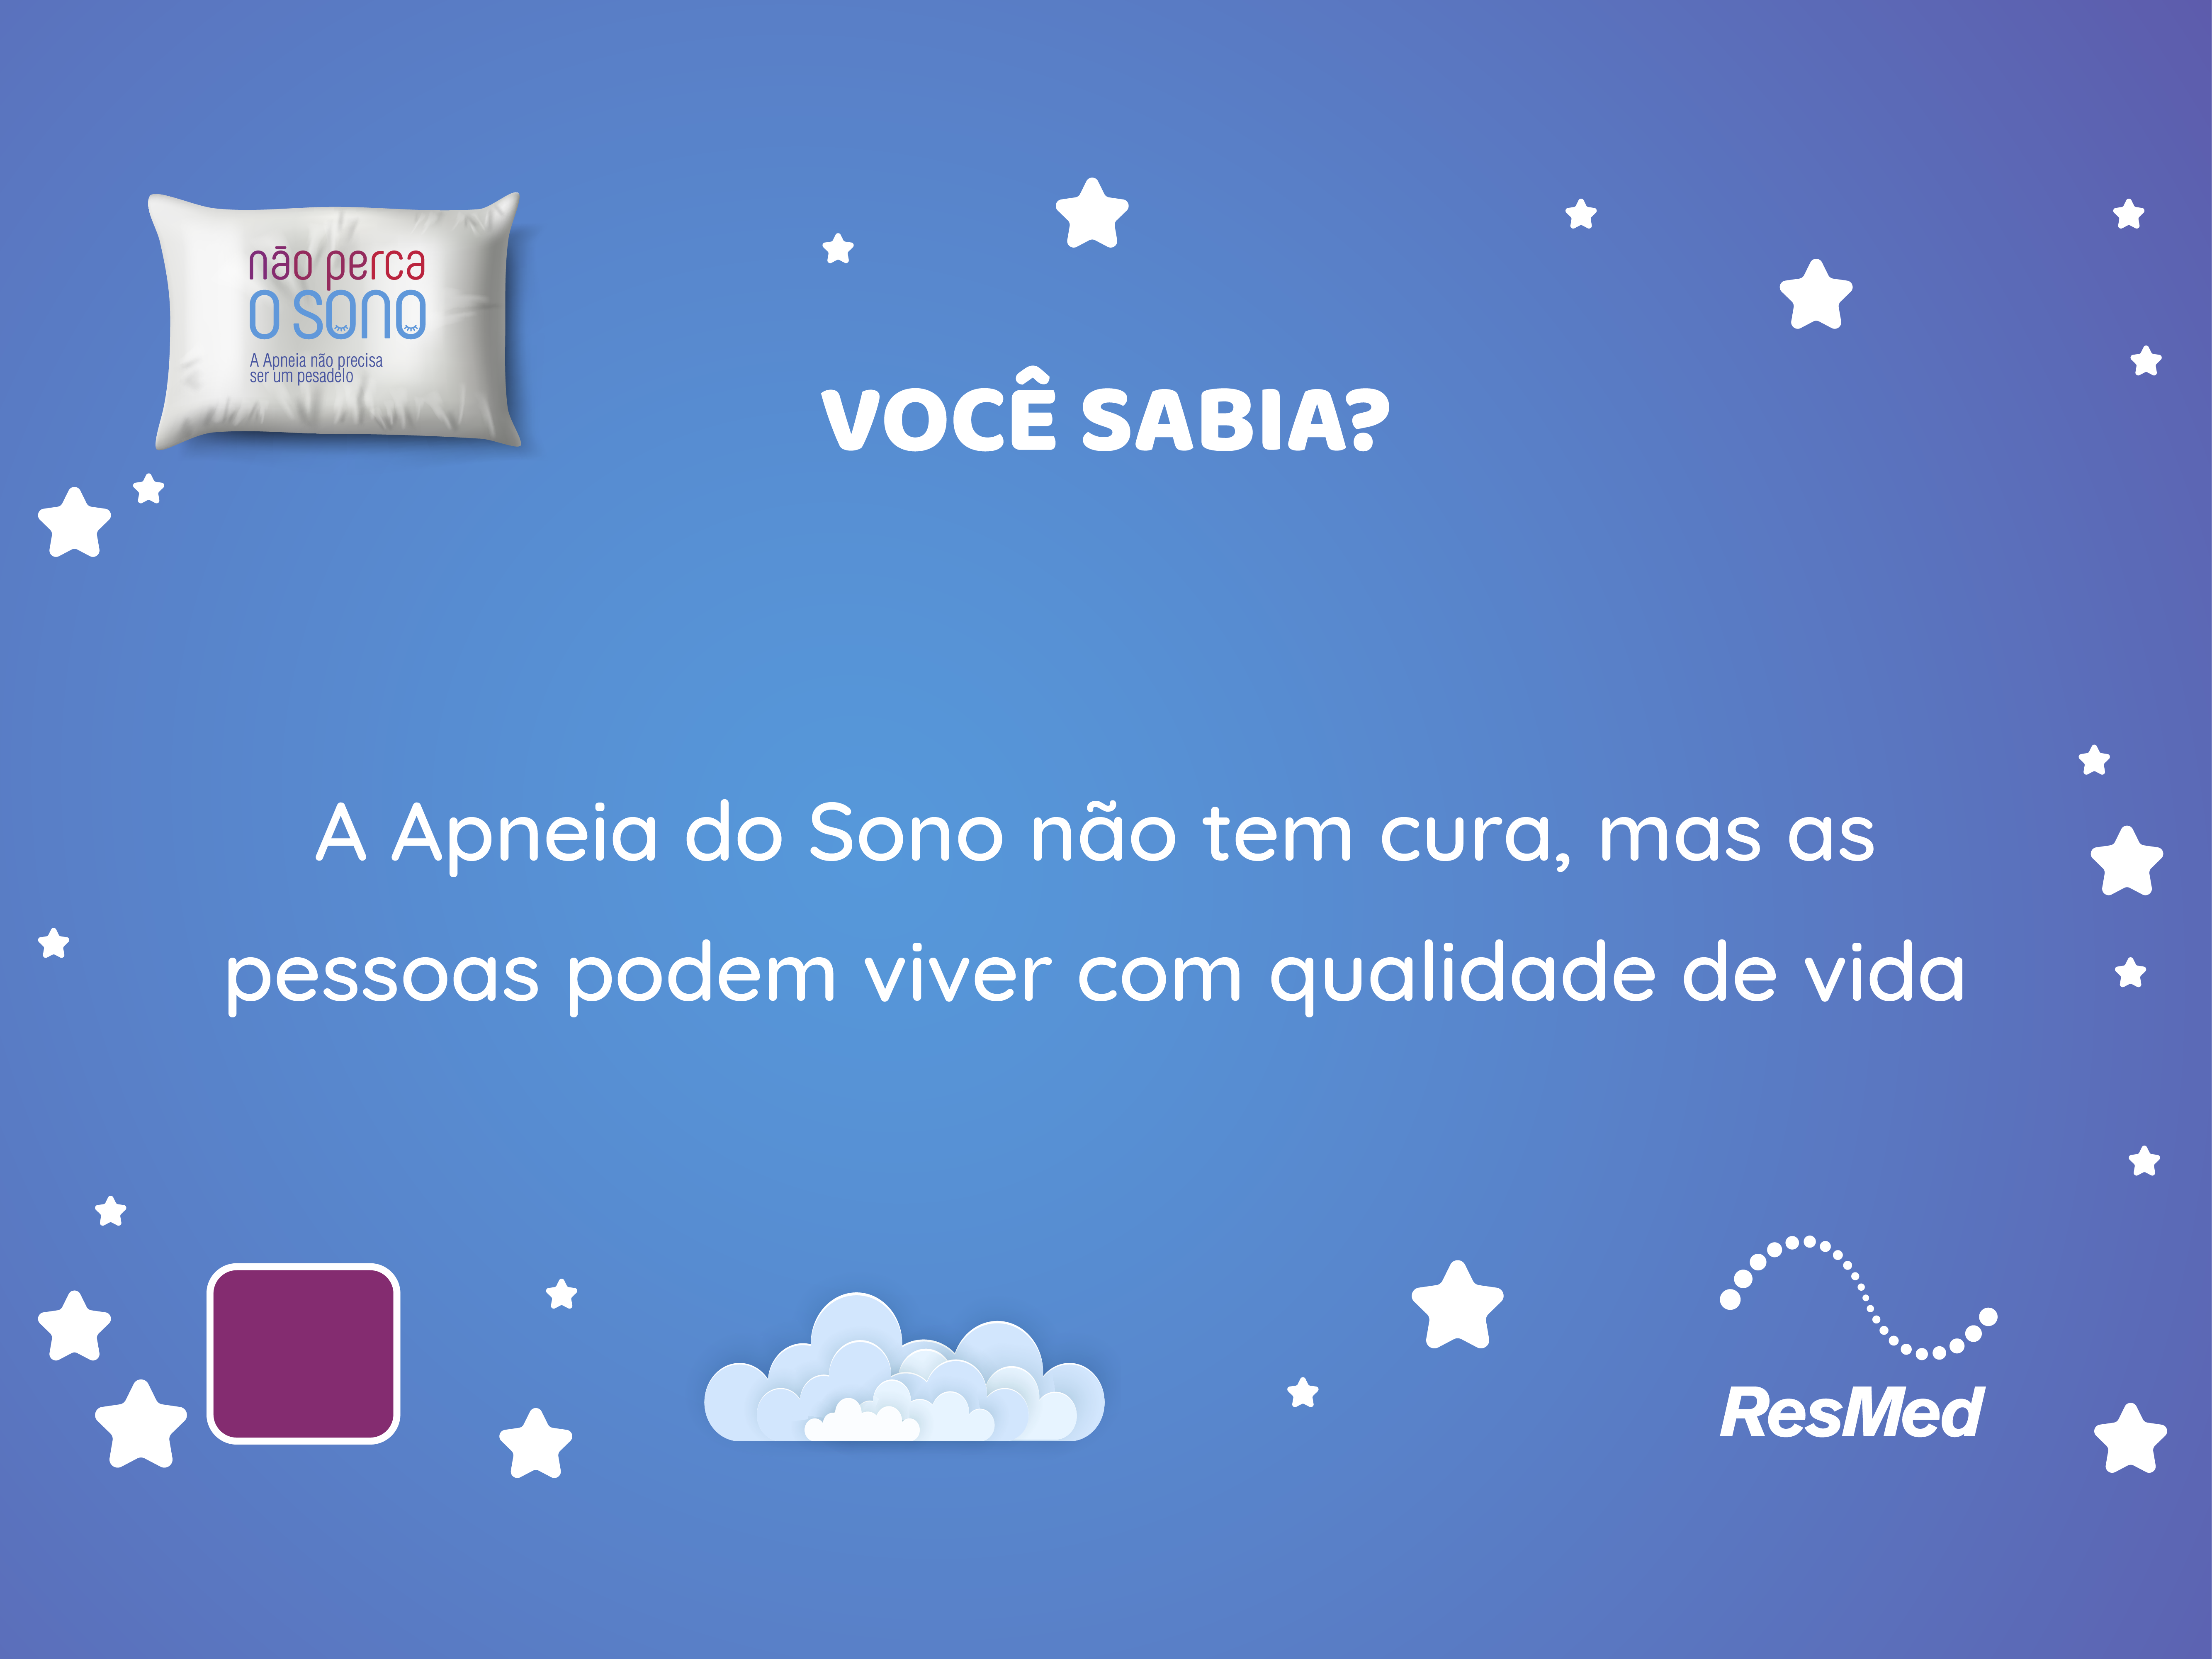 não perca
o sono
A Apneia não precisa
ser um pesadelo
VOCÊ SABIA?
A Apneia do Sono não tem cura, mas as
pessoas podem viver com qualidade de vida
ResMed